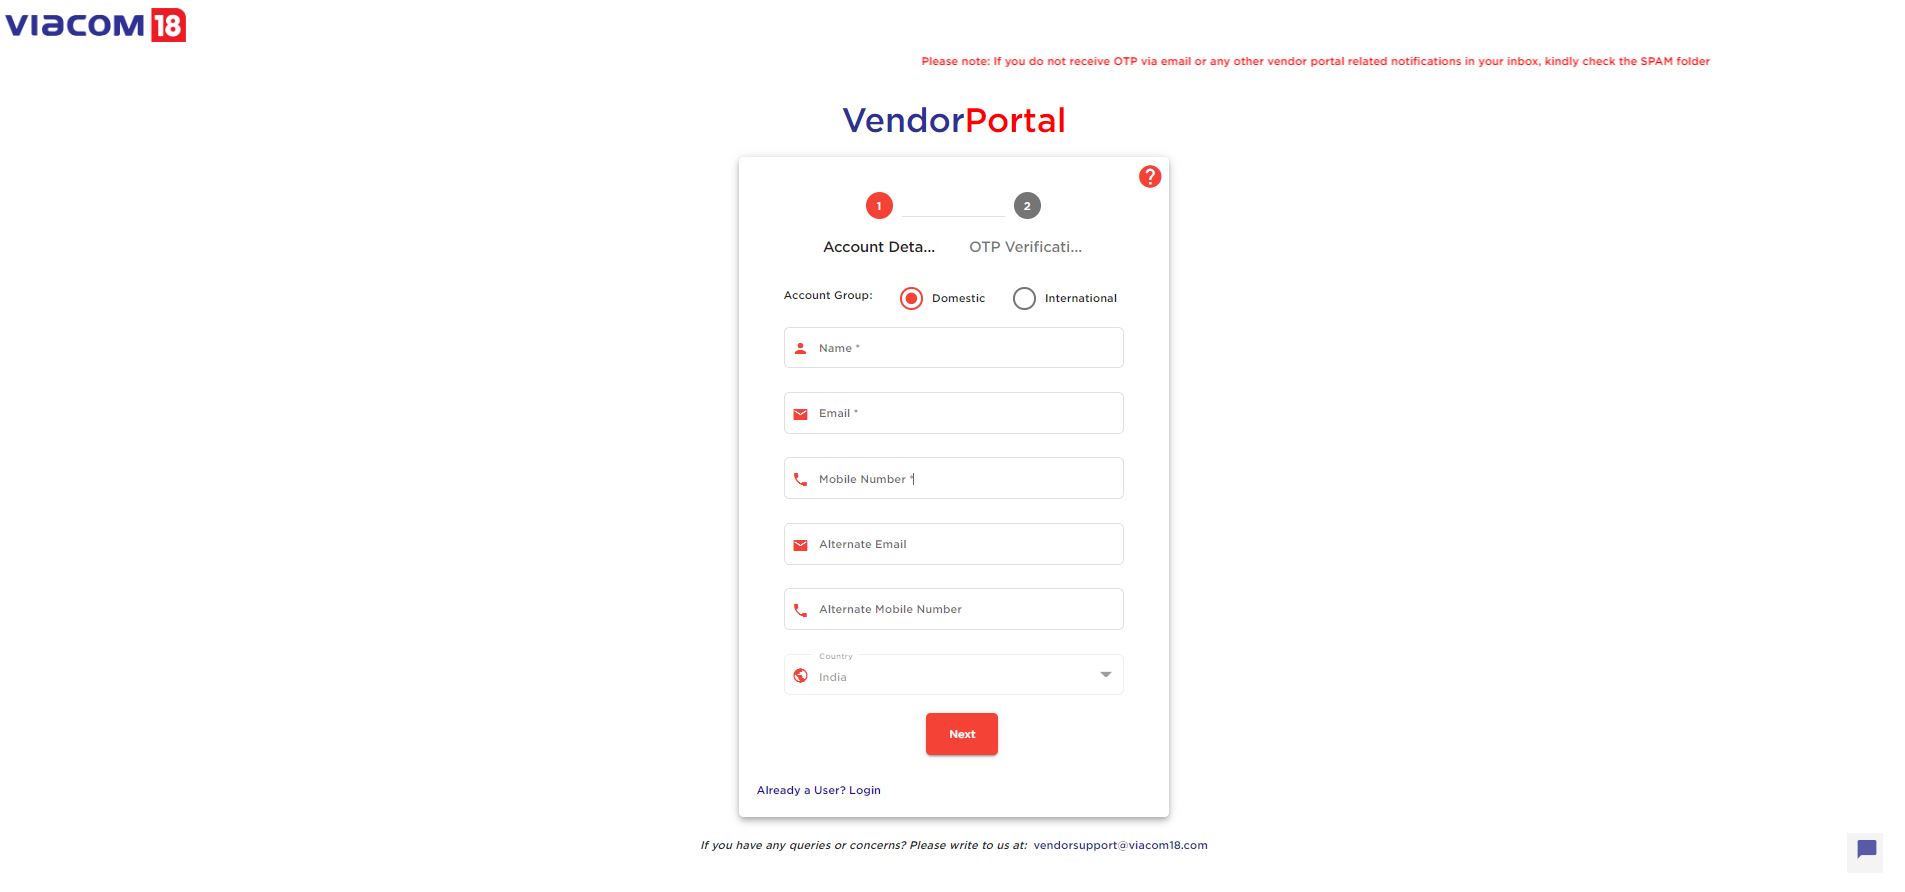 VIACOM 18
Please note: If you do not receive OTP via email or any other vendor portal related notifications in your inbox, kindly check the SPAM folder
VendorPortal
?
1 2
Account Deta... OTP Verificati...
Account Group: Domestic International
Name *
Email *
Mobile Number *
Alternate Email
Alternate Mobile Number
Country
India
Next
Already a User? Login
If you have any queries or concerns? Please write to us at: vendorsupport@viacom18.com